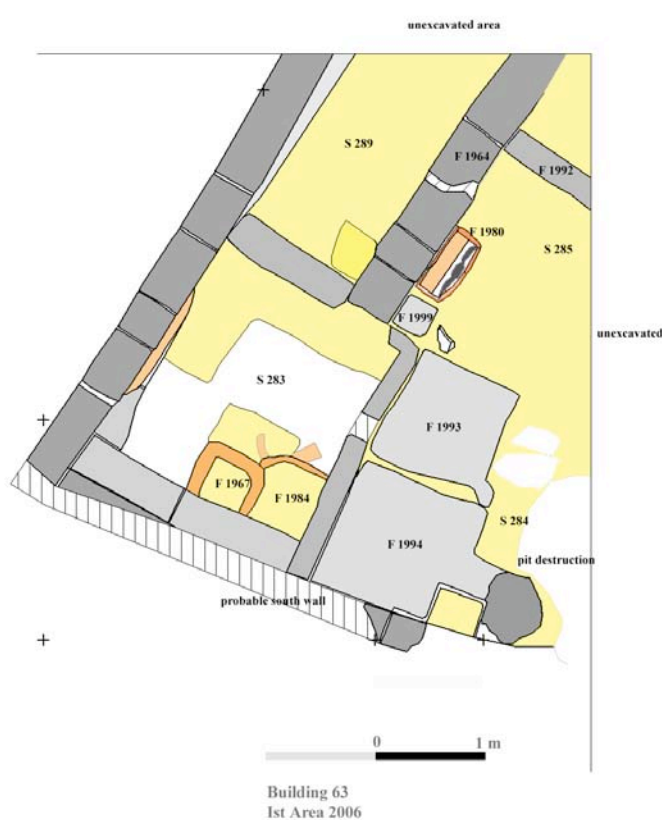 unexcavated area
S 289
F 1964
F 1992
F 1980
S 285
F 1999
unexcavated
S 283
F 1993
F 1967
F 1984
S 284
F 1994
pit destruction
probable south wall
0
1 m
Building 63
Ist Area 2006